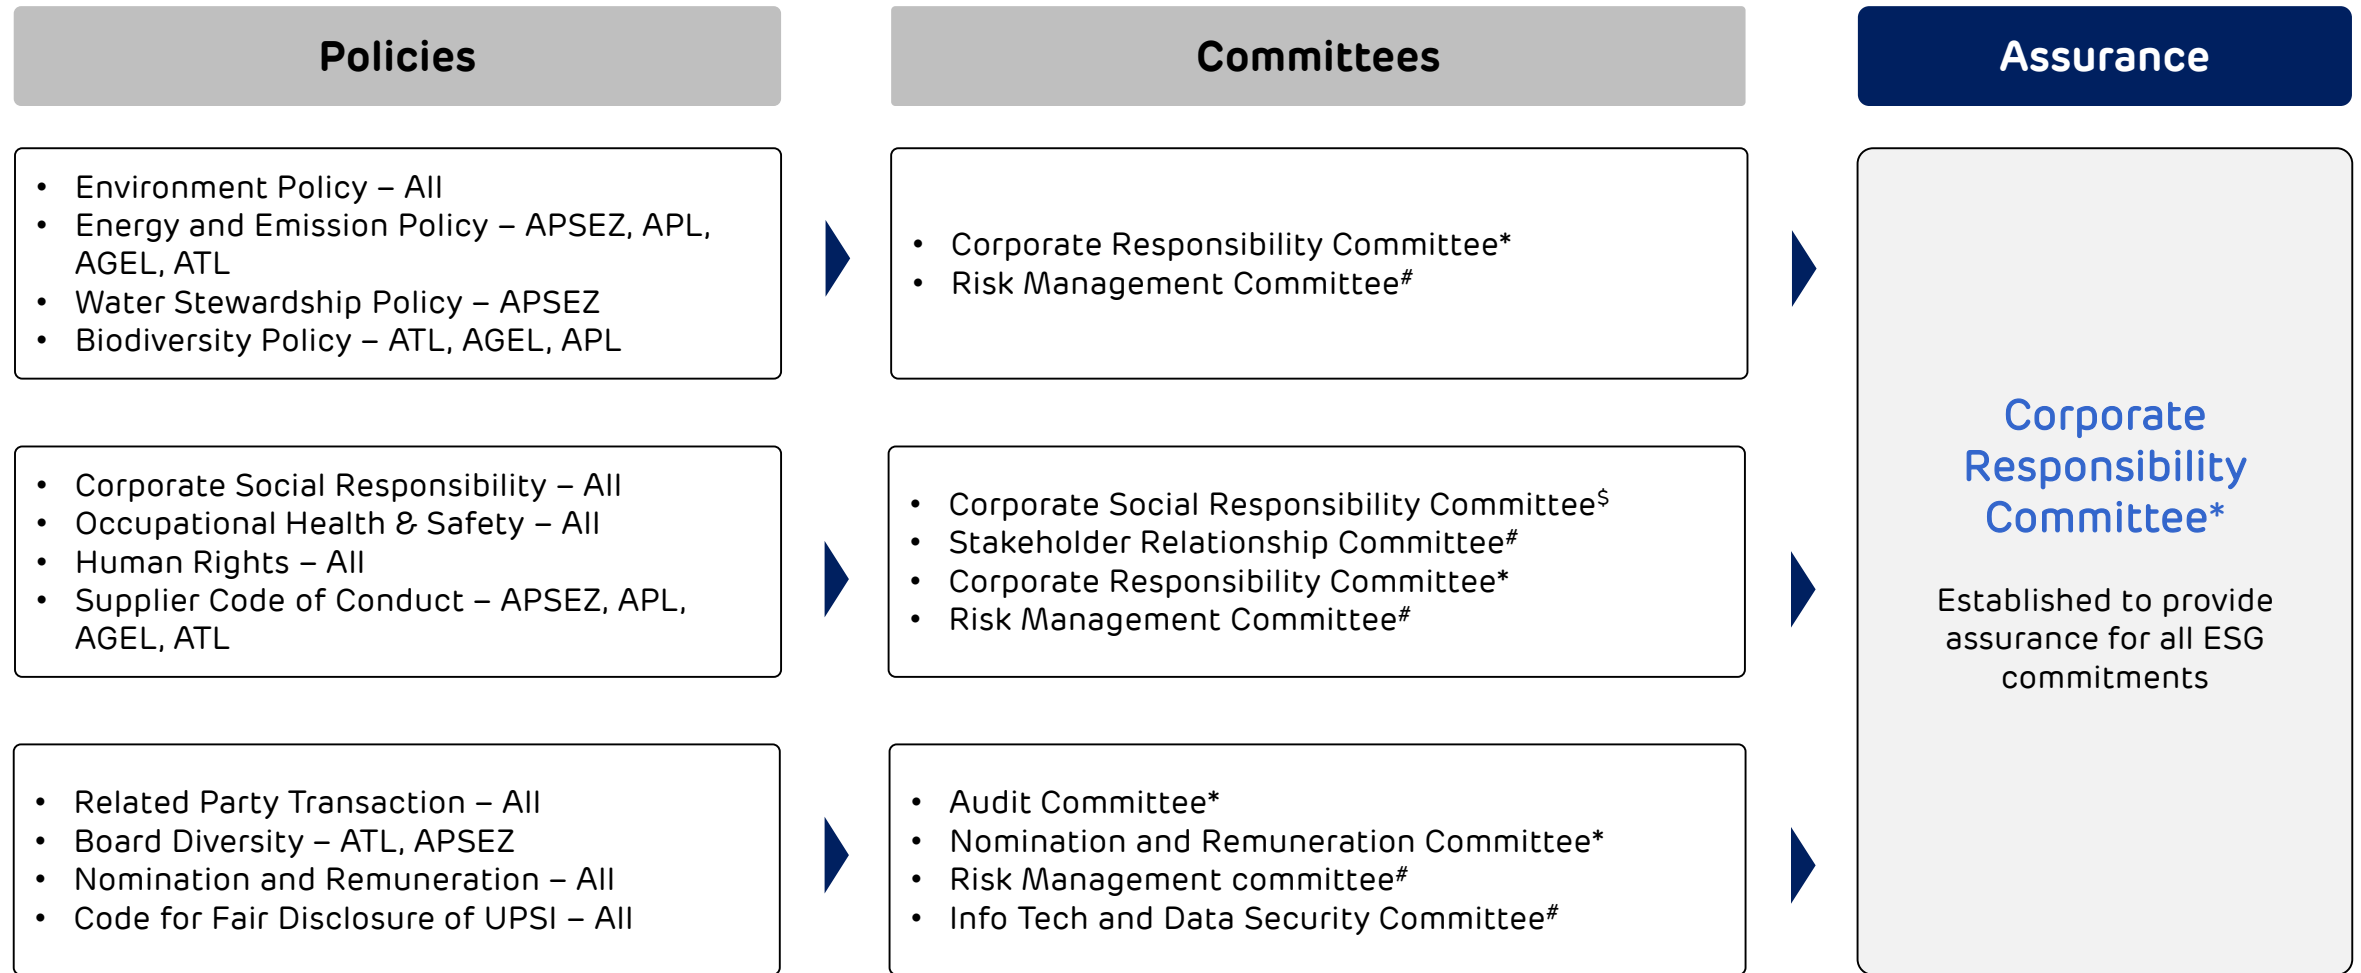 Policies
Committees
Assurance
• Environment Policy – All
• Energy and Emission Policy – APSEZ, APL,
AGEL, ATL
• Water Stewardship Policy – APSEZ
• Biodiversity Policy – ATL, AGEL, APL
• Corporate Responsibility Committee*
• Risk Management Committee#
• Corporate Social Responsibility – All
• Occupational Health & Safety – All
• Human Rights – All
• Supplier Code of Conduct – APSEZ, APL,
AGEL, ATL
• Corporate Social Responsibility Committee$
• Stakeholder Relationship Committee#
• Corporate Responsibility Committee*
• Risk Management Committee#
• Related Party Transaction – All
• Board Diversity – ATL, APSEZ
• Nomination and Remuneration – All
• Code for Fair Disclosure of UPSI – All
• Audit Committee*
• Nomination and Remuneration Committee*
• Risk Management committee#
• Info Tech and Data Security Committee#
Corporate
Responsibility
Committee*
Established to provide
assurance for all ESG
commitments